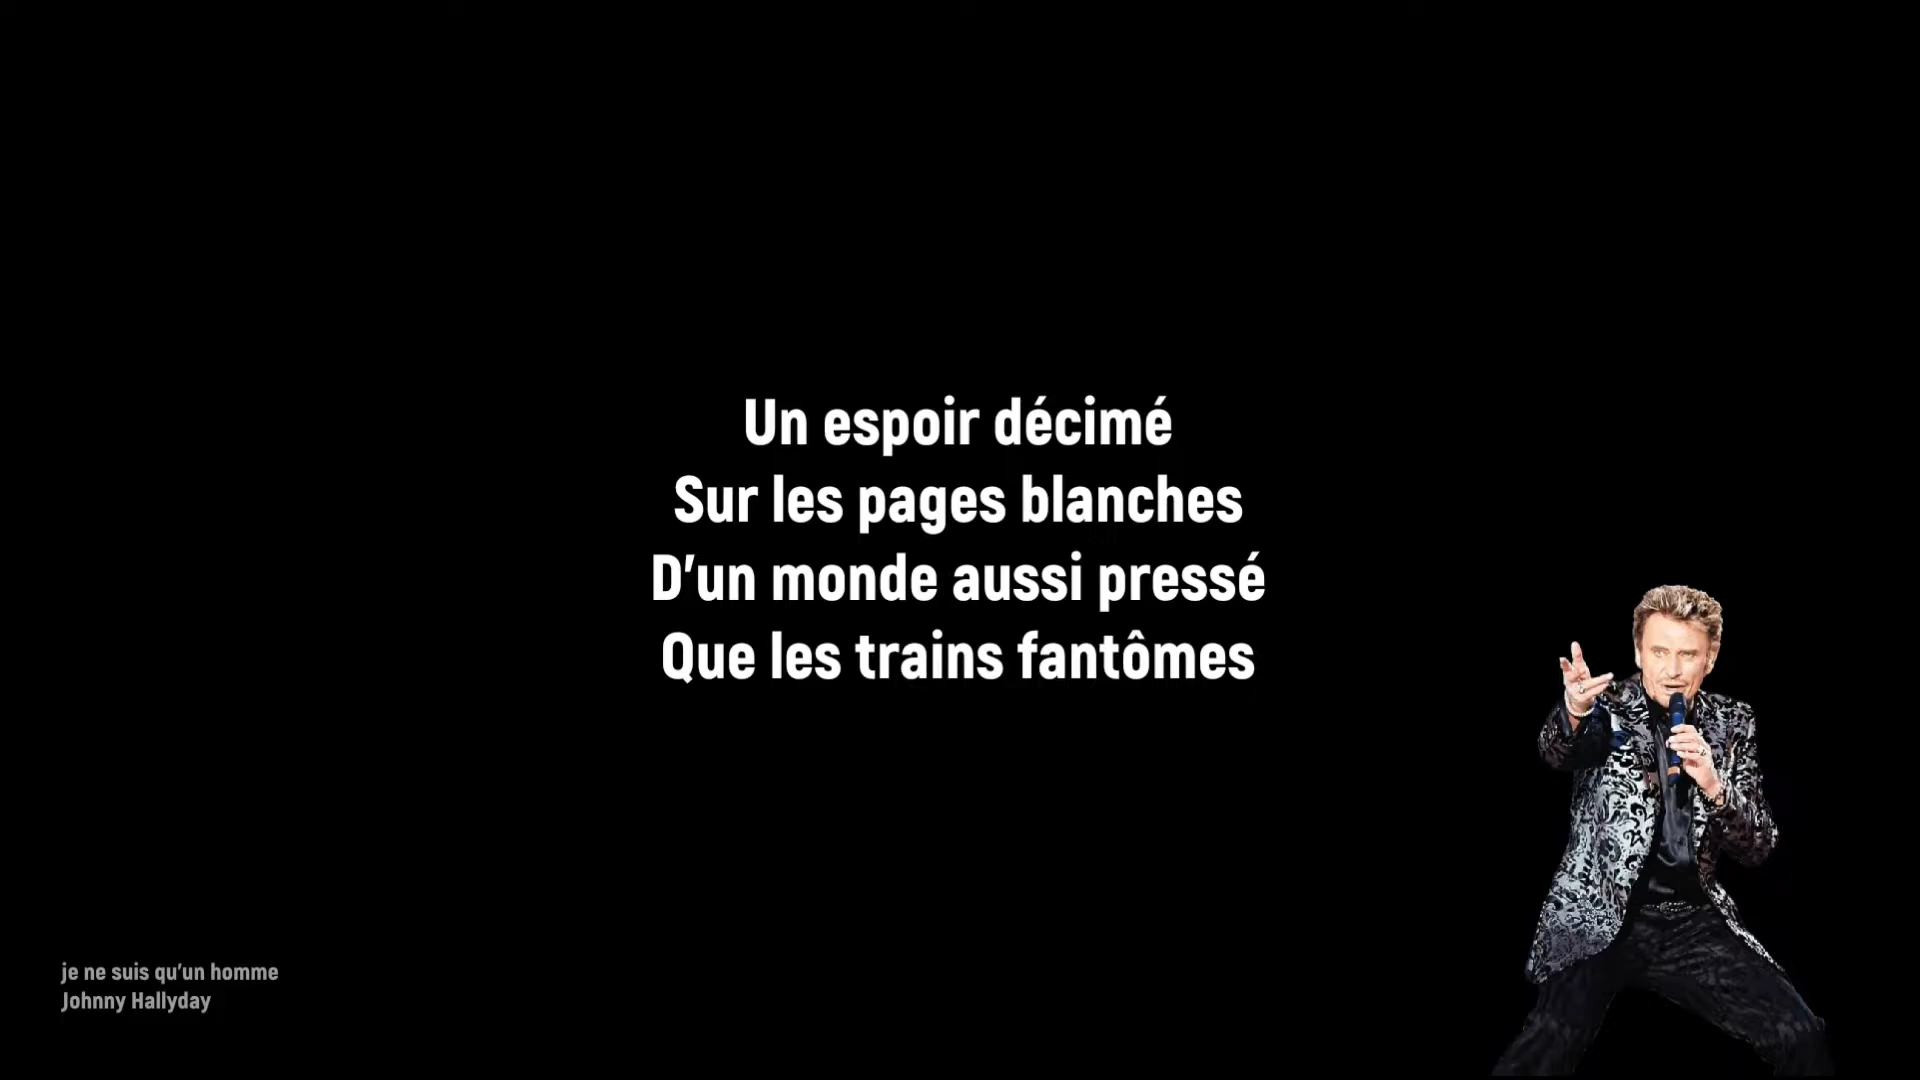 Un espoir décimé
Sur les pages blanches
D'un monde aussi pressé
Que les trains fantômes
je ne suis qu'un homme
Johnny Hallyday